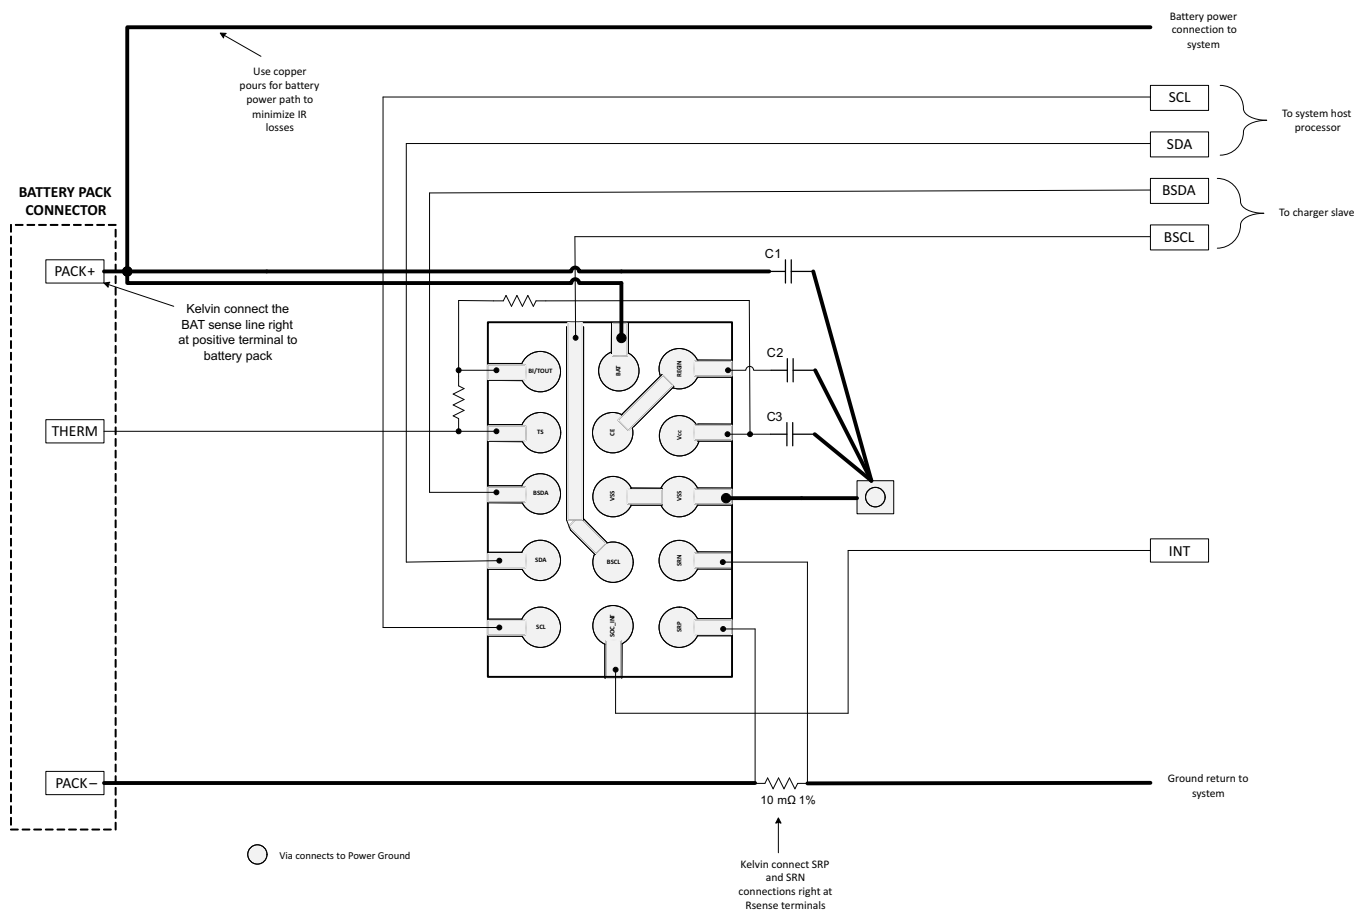 Battery power
connection to
system
Use copper
pours for battery
power path to
minimize IR
losses
SCL
To system host
processor
SDA
BATTERY PACK
CONNECTOR
BSDA
To charger slave
BSCL
C1
PACK+
Kelvin connect the
BAT sense line right
at positive terminal to
battery pack
C2
BI/TOUT
BAT
REGIN
C3
THERM
TS
CE
Vcc
BSDA
VSS
VSS
INT
SDA
BSCL
SRN
SCL
SOC_INT
SRP
PACK–
10 mΩ 1%
Ground return to
system
Via connects to Power Ground
Kelvin connect SRP
and SRN
connections right at
Rsense terminals